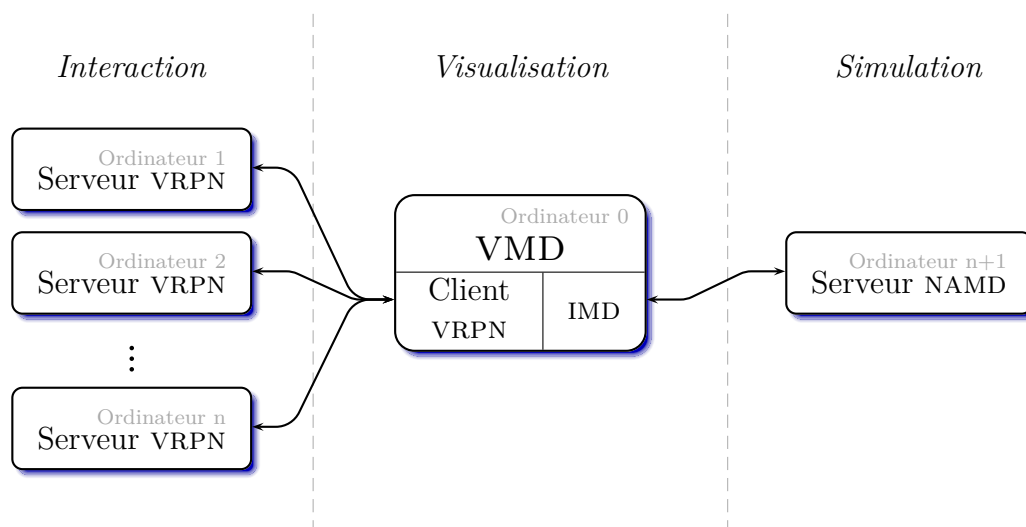 Interaction
Visualisation
Simulation
Ordinateur 1
Serveur VRPN
Ordinateur 2
Serveur VRPN
⋮
Ordinateur n
Serveur VRPN
Ordinateur 0
VMD
Client
VRPN
IMD
Ordinateur n+1
Serveur NAMD